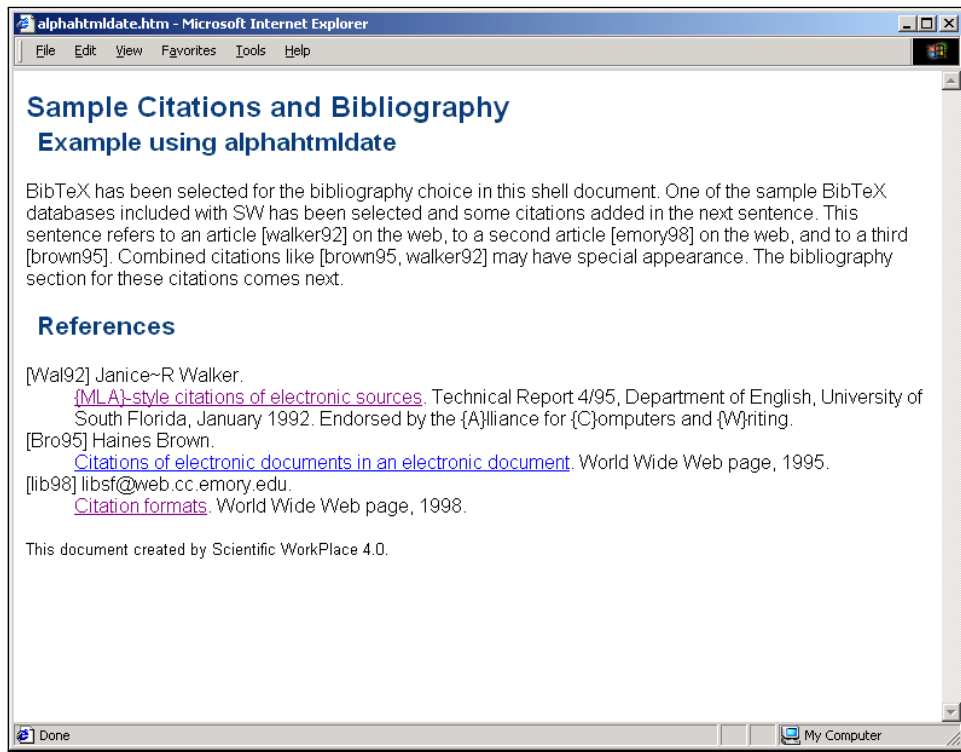 alphahtmldate.htm - Microsoft Internet Explorer
File Edit View Favorites Tools Help
Sample Citations and Bibliography
Example using alphahtmldate
BibTeX has been selected for the bibliography choice in this shell document. One of the sample BibTeX
databases included with SW has been selected and some citations added in the next sentence. This
sentence refers to an article [walker92] on the web, to a second article [emory98] on the web, and to a third
[brown95]. Combined citations like [brown95, walker92] may have special appearance. The bibliography
section for these citations comes next.
References
[Wal92] Janice~R Walker.
{MLA}-style citations of electronic sources. Technical Report 4/95, Department of English, University of
South Florida, January 1992. Endorsed by the {A}lliance for {C}omputers and {W}riting.
[Bro95] Haines Brown.
Citations of electronic documents in an electronic document. World Wide Web page, 1995.
[lib98] libsf@web.cc.emory.edu.
Citation formats. World Wide Web page, 1998.
This document created by Scientific WorkPlace 4.0.
Done My Computer